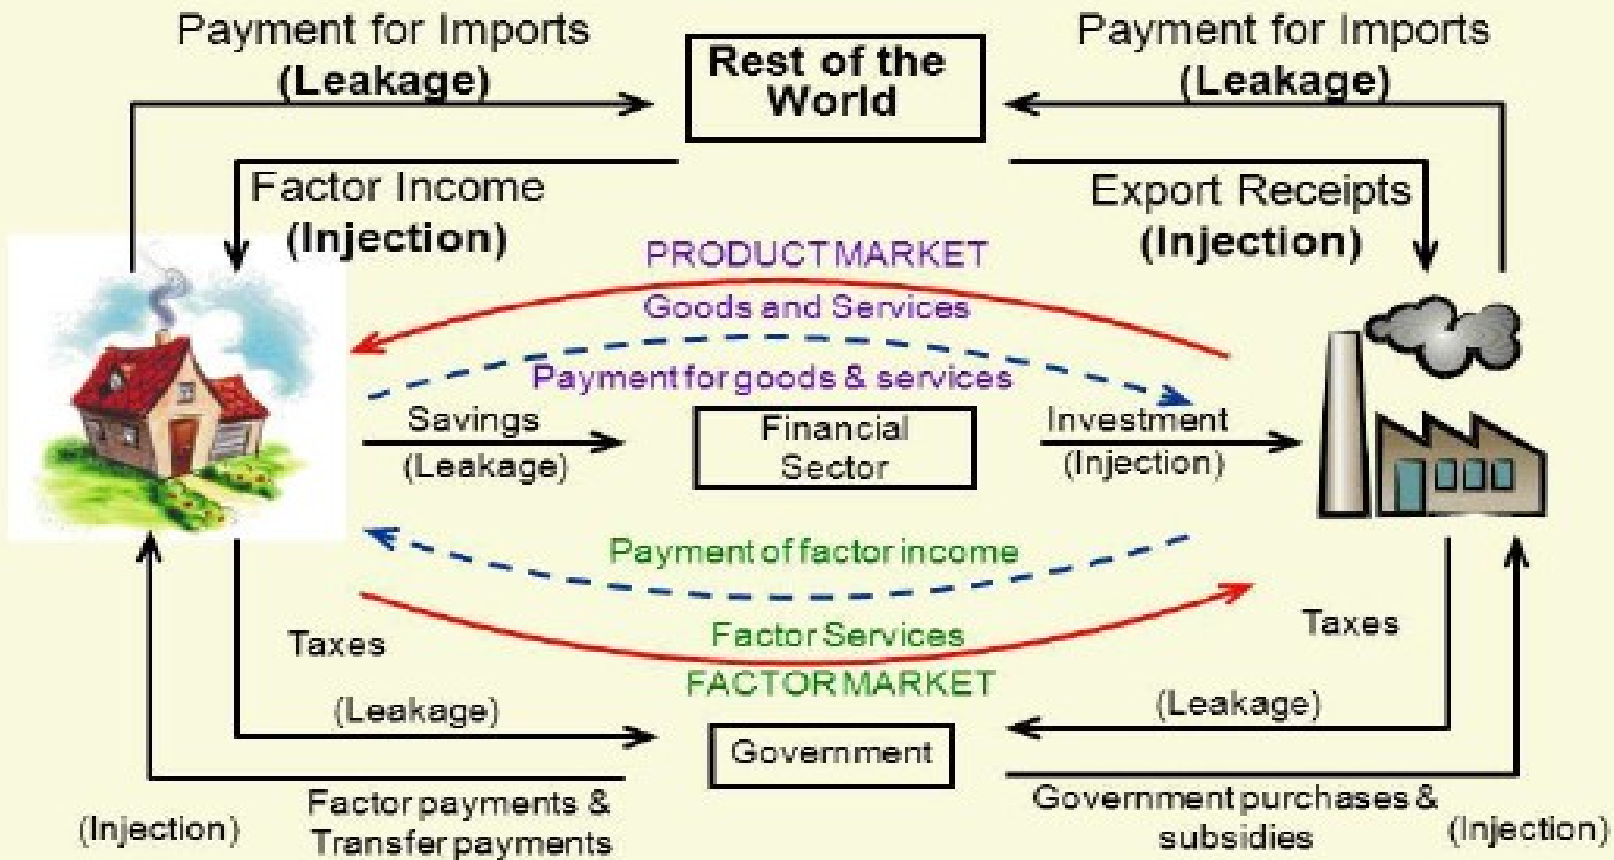 Payment for Imports
(Leakage)
Rest of the
World
Payment for Imports
(Leakage)
Factor Income
(Injection)
Export Receipts
(Injection)
PRODUCT MARKET
Goods and Services
Payment for goods & services
Savings
(Leakage)
Financial
Sector
Investment
(Injection)
Payment of factor income
Factor Services
FACTOR MARKET
Taxes
(Leakage)
Taxes
(Leakage)
Government
(Injection)
Factor payments &
Transfer payments
Government purchases &
subsidies
(Injection)